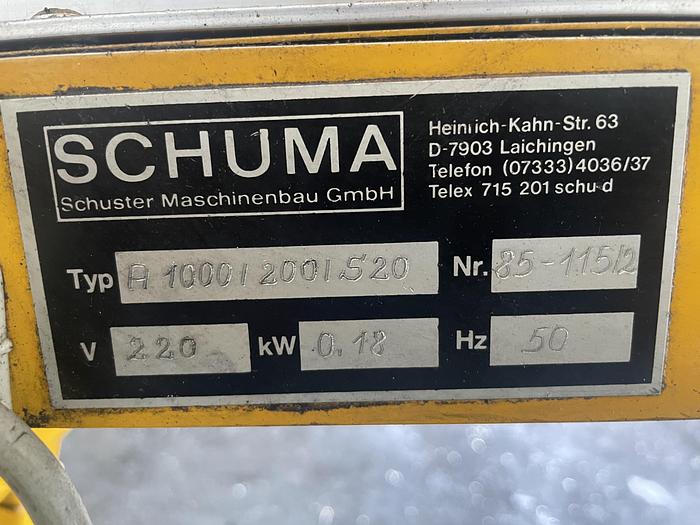 SCHUMA
Schuster Maschinenbau GmbH
Heinrich-Kahn-Str. 63
D-7903 Laichingen
Telefon (07333) 4036/37
Telex 715 201 schu d
Typ A 1000/200/S20 Nr. 85-115/2
V 220 kW 0,18 Hz 50